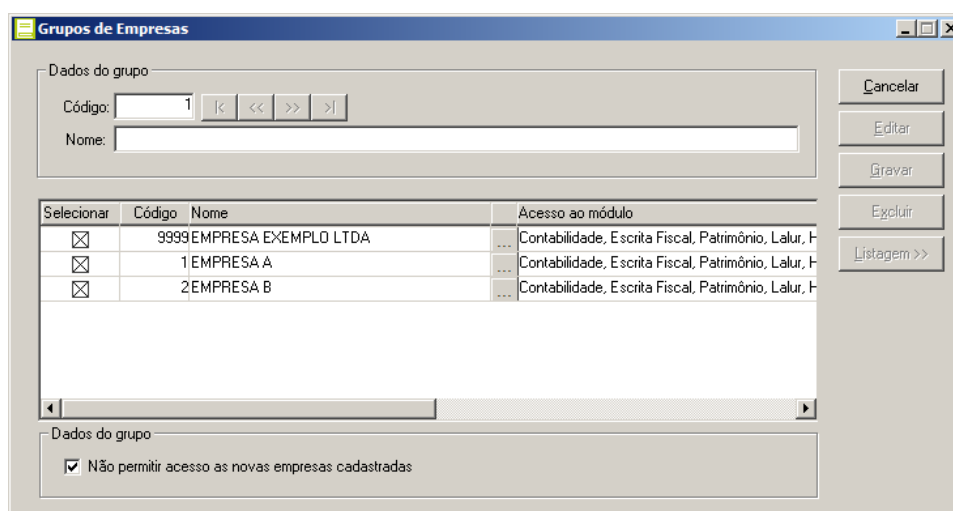 Grupos de Empresas
Dados do grupo
Código: 1 |< << >> >|
Nome:
Cancelar
Editar
Gravar
Excluir
Listagem >>
Selecionar Código Nome Acesso ao módulo
9999 EMPRESA EXEMPLO LTDA ... Contabilidade, Escrita Fiscal, Patrimônio, Lalur, H
1 EMPRESA A ... Contabilidade, Escrita Fiscal, Patrimônio, Lalur, H
2 EMPRESA B ... Contabilidade, Escrita Fiscal, Patrimônio, Lalur, H
Dados do grupo
Não permitir acesso as novas empresas cadastradas